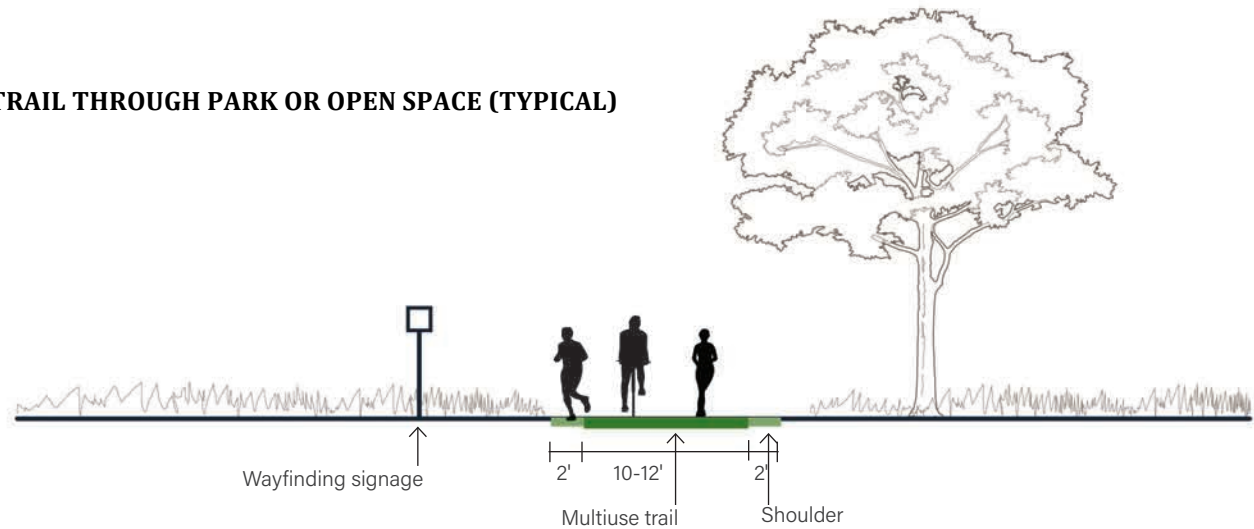 TRAIL THROUGH PARK OR OPEN SPACE (TYPICAL)
Wayfinding signage
2' 10-12' 2'
Multiuse trail
Shoulder